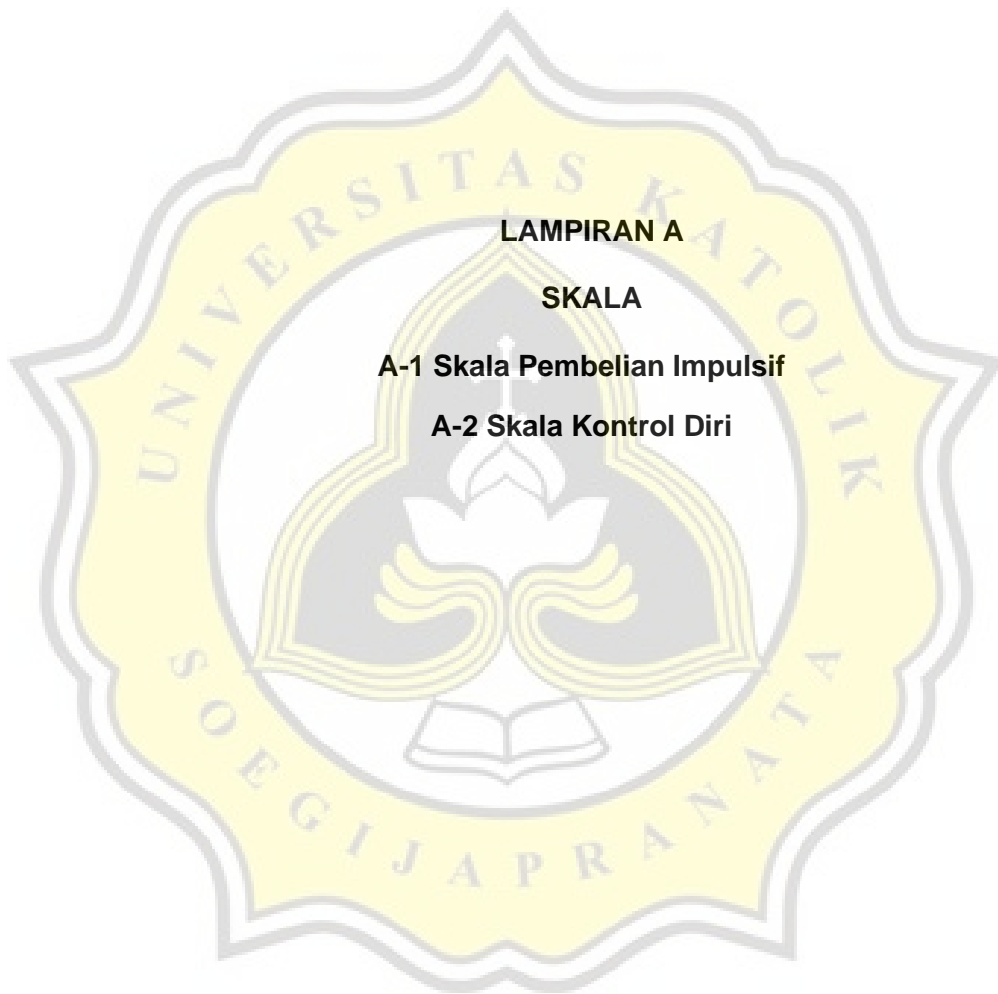 LAMPIRAN A
SKALA
A-1 Skala Pembelian Impulsif
A-2 Skala Kontrol Diri
UNIVERSITAS KATOLIK
SOEGIJAPRANATA